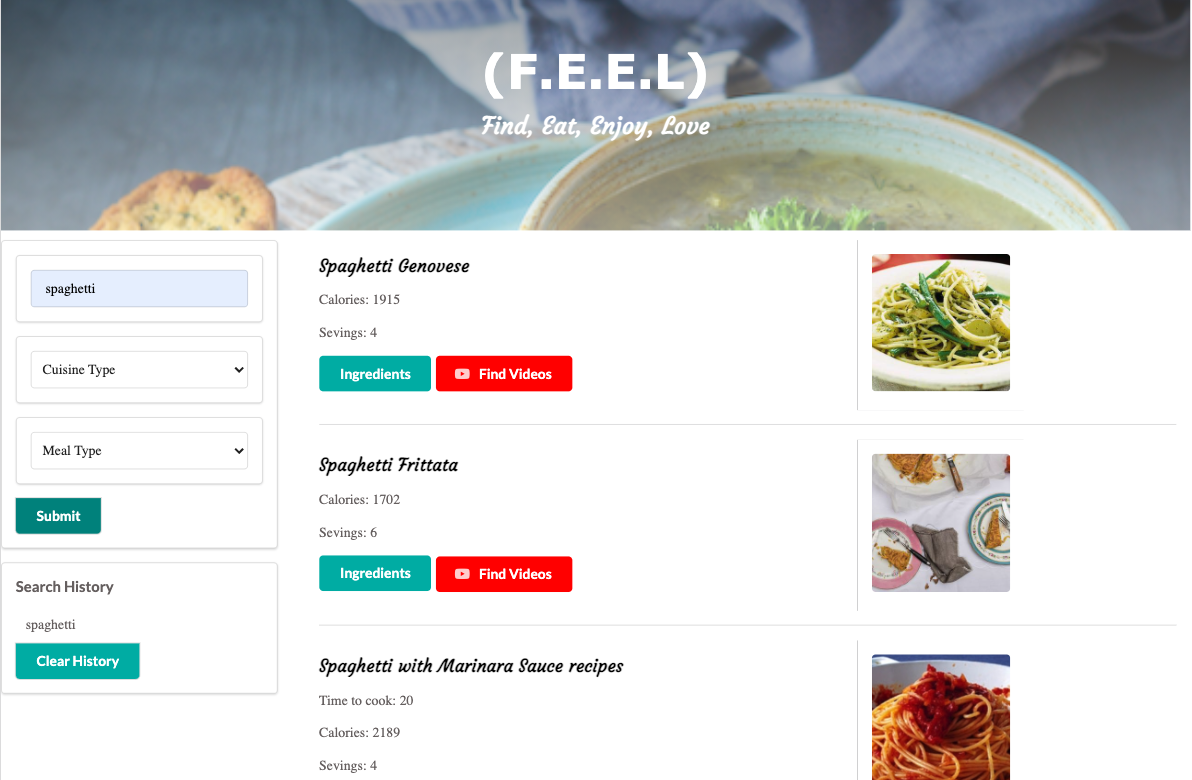 (F.E.E.L)
Find, Eat, Enjoy, Love
spaghetti
Cuisine Type
Meal Type
Submit
Search History
spaghetti
Clear History
Spaghetti Genovese
Calories: 1915
Sevings: 4
Ingredients
Find Videos
Spaghetti Frittata
Calories: 1702
Sevings: 6
Ingredients
Find Videos
Spaghetti with Marinara Sauce recipes
Time to cook: 20
Calories: 2189
Sevings: 4